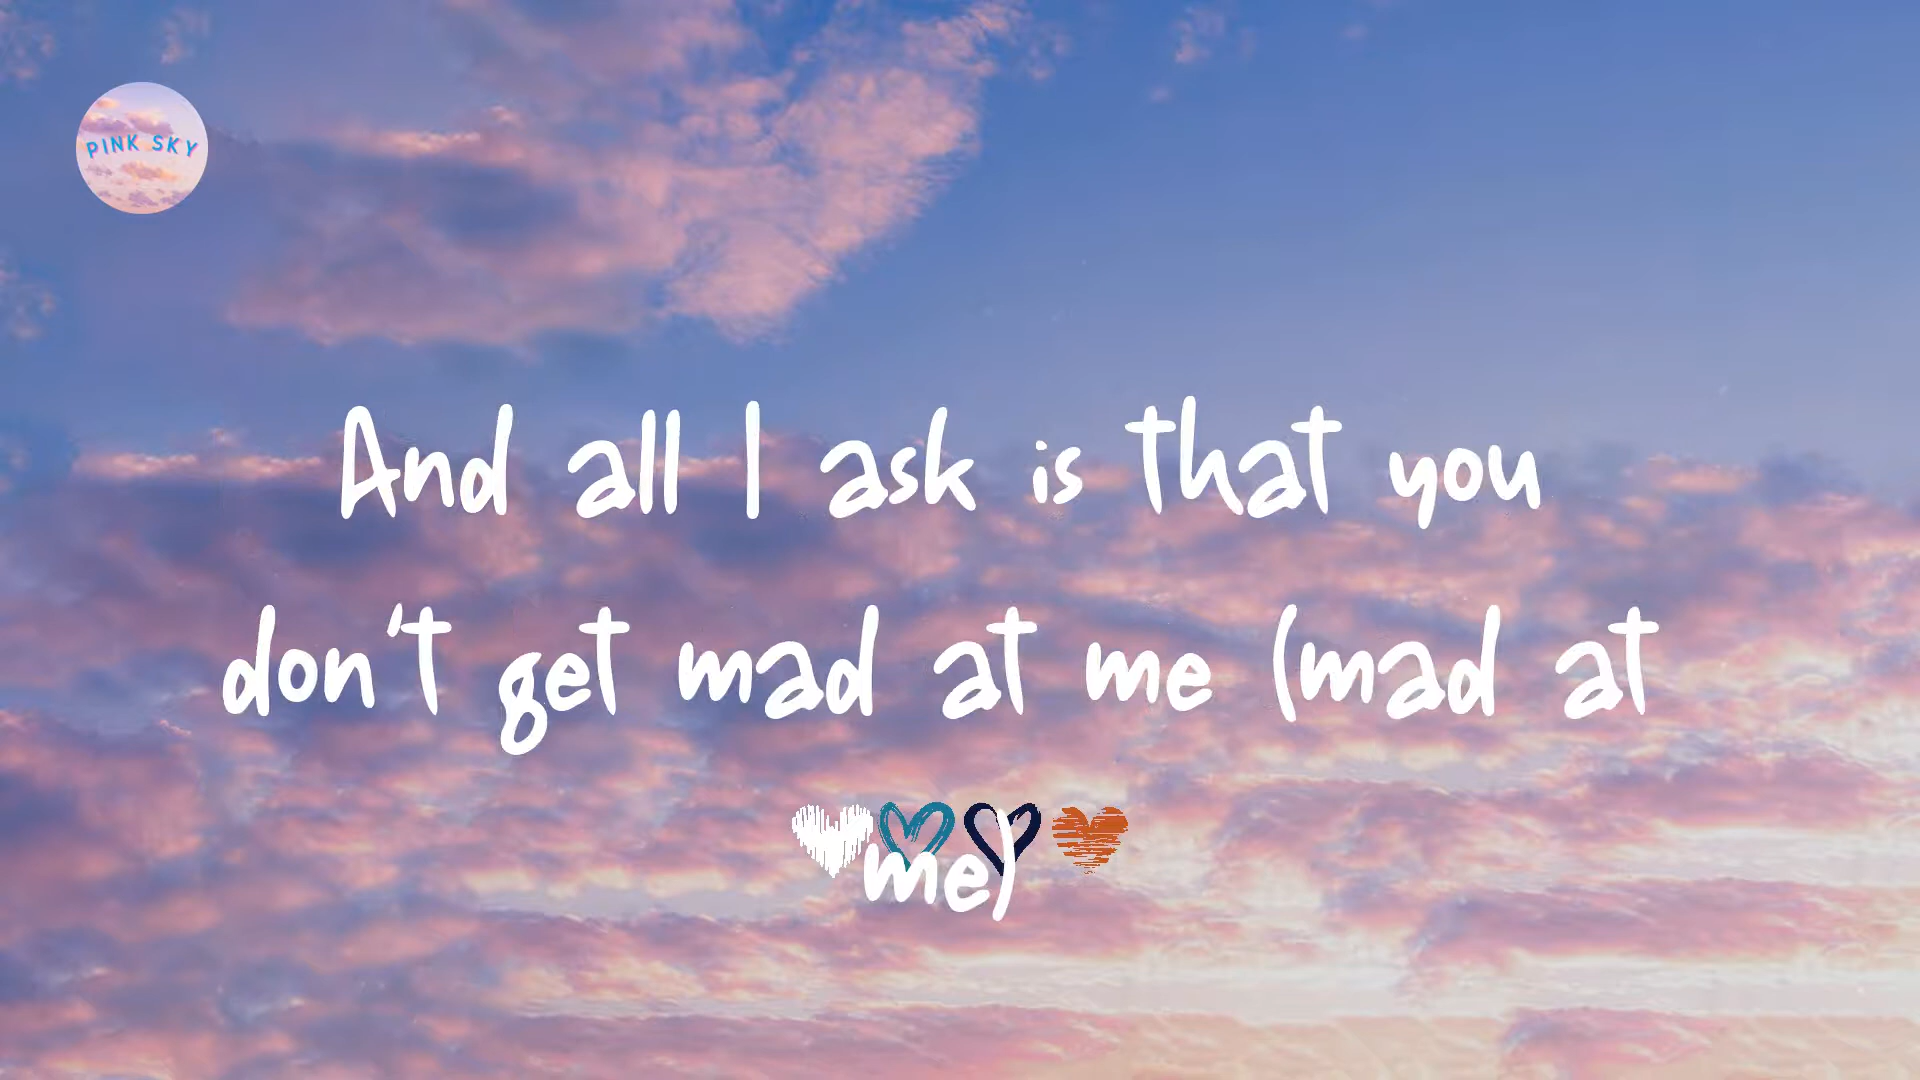 PINK SKY
And all I ask is that you
don't get mad at me (mad at
me)